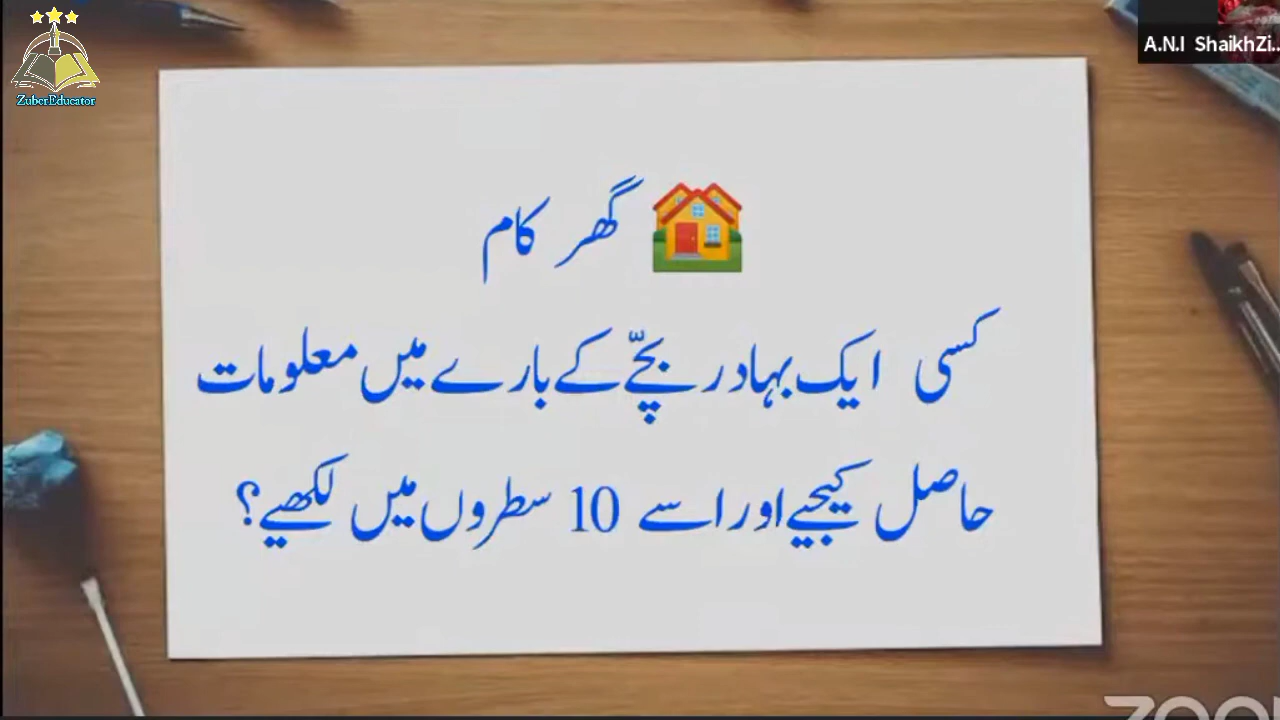 ZuberEducator
A.N.I ShaikhZi...
گھر کام
کسی ایک بہادر بچّے کے بارے میں معلومات
حاصل کیجیے اور اسے 10 سطروں میں لکھیے؟
zoom